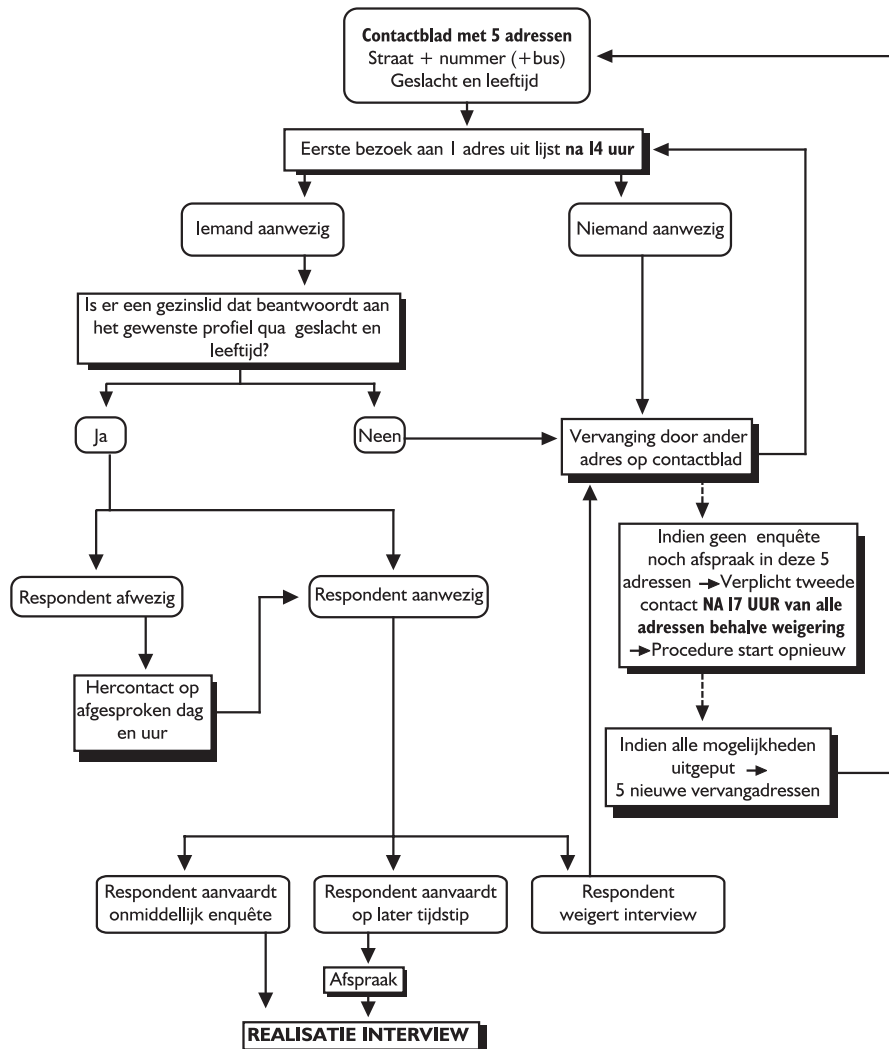 Contactblad met 5 adressen
Straat + nummer (+bus)
Geslacht en leeftijd
Eerste bezoek aan 1 adres uit lijst na 14 uur
Iemand aanwezig
Niemand aanwezig
Is er een gezinslid dat beantwoordt aan
het gewenste profiel qua geslacht en
leeftijd?
Ja
Neen
Vervanging door ander
adres op contactblad
Indien geen enquête
noch afspraak in deze 5
adressen → Verplicht tweede
contact NA 17 UUR van alle
adressen behalve weigering
→ Procedure start opnieuw
Respondent afwezig
Respondent aanwezig
Hercontact op
afgesproken dag
en uur
Indien alle mogelijkheden
uitgeput →
5 nieuwe vervangadressen
Respondent aanvaardt
onmiddellijk enquête
Respondent aanvaardt
op later tijdstip
Respondent
weigert interview
Afspraak
REALISATIE INTERVIEW